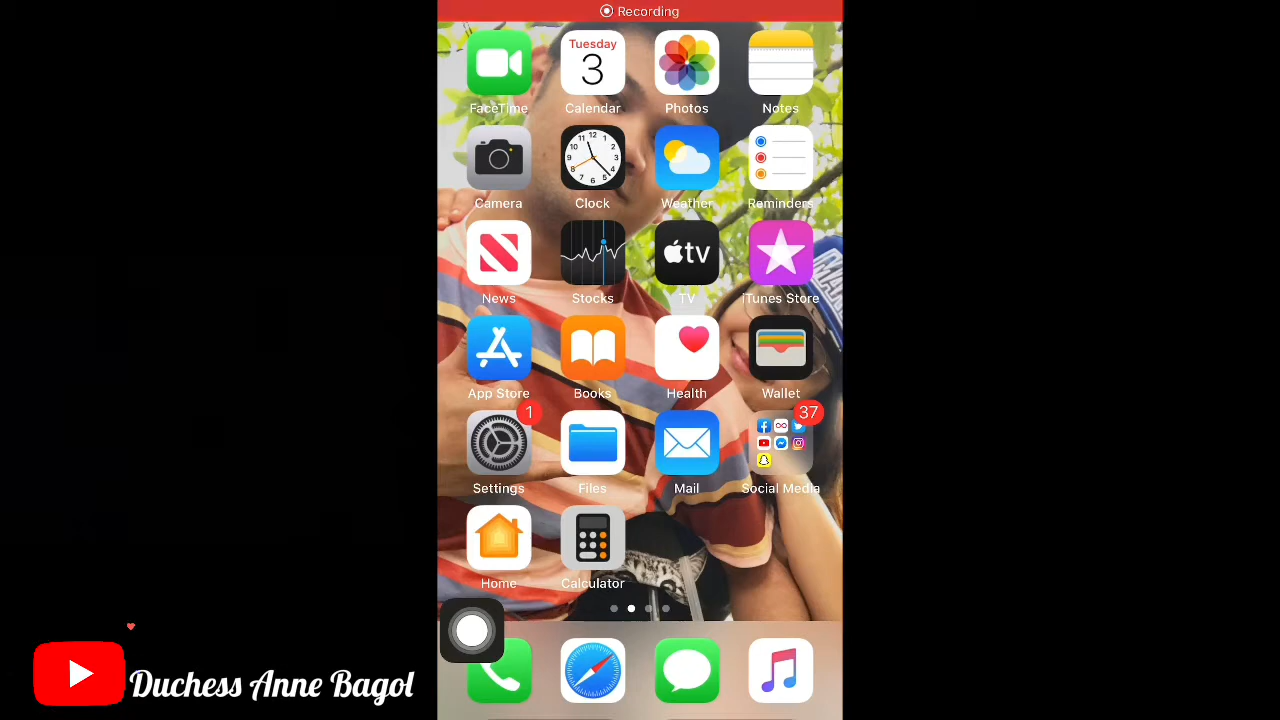 Recording
Tuesday
3
FaceTime
Calendar
Photos
Notes
Camera
Clock
Weather
Reminders
tv
News
Stocks
TV
iTunes Store
App Store
Books
Health
Wallet
1
37
Settings
Files
Mail
Social Media
Home
Calculator
Duchess Anne Bagol